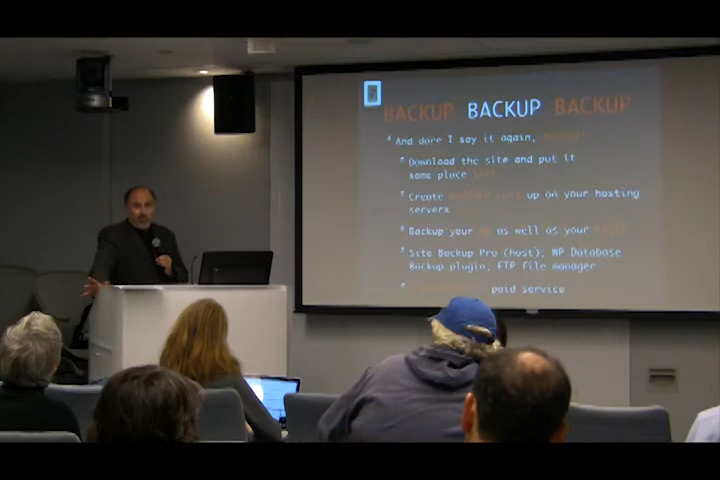 BACKUP BACKUP BACKUP
And dare I say it again,
Download the site and put it
some place
Create up on your hosting
servers
Backup your as well as your
Site Backup Pro (host); WP Database
Backup plugin; FTP file manager
paid service